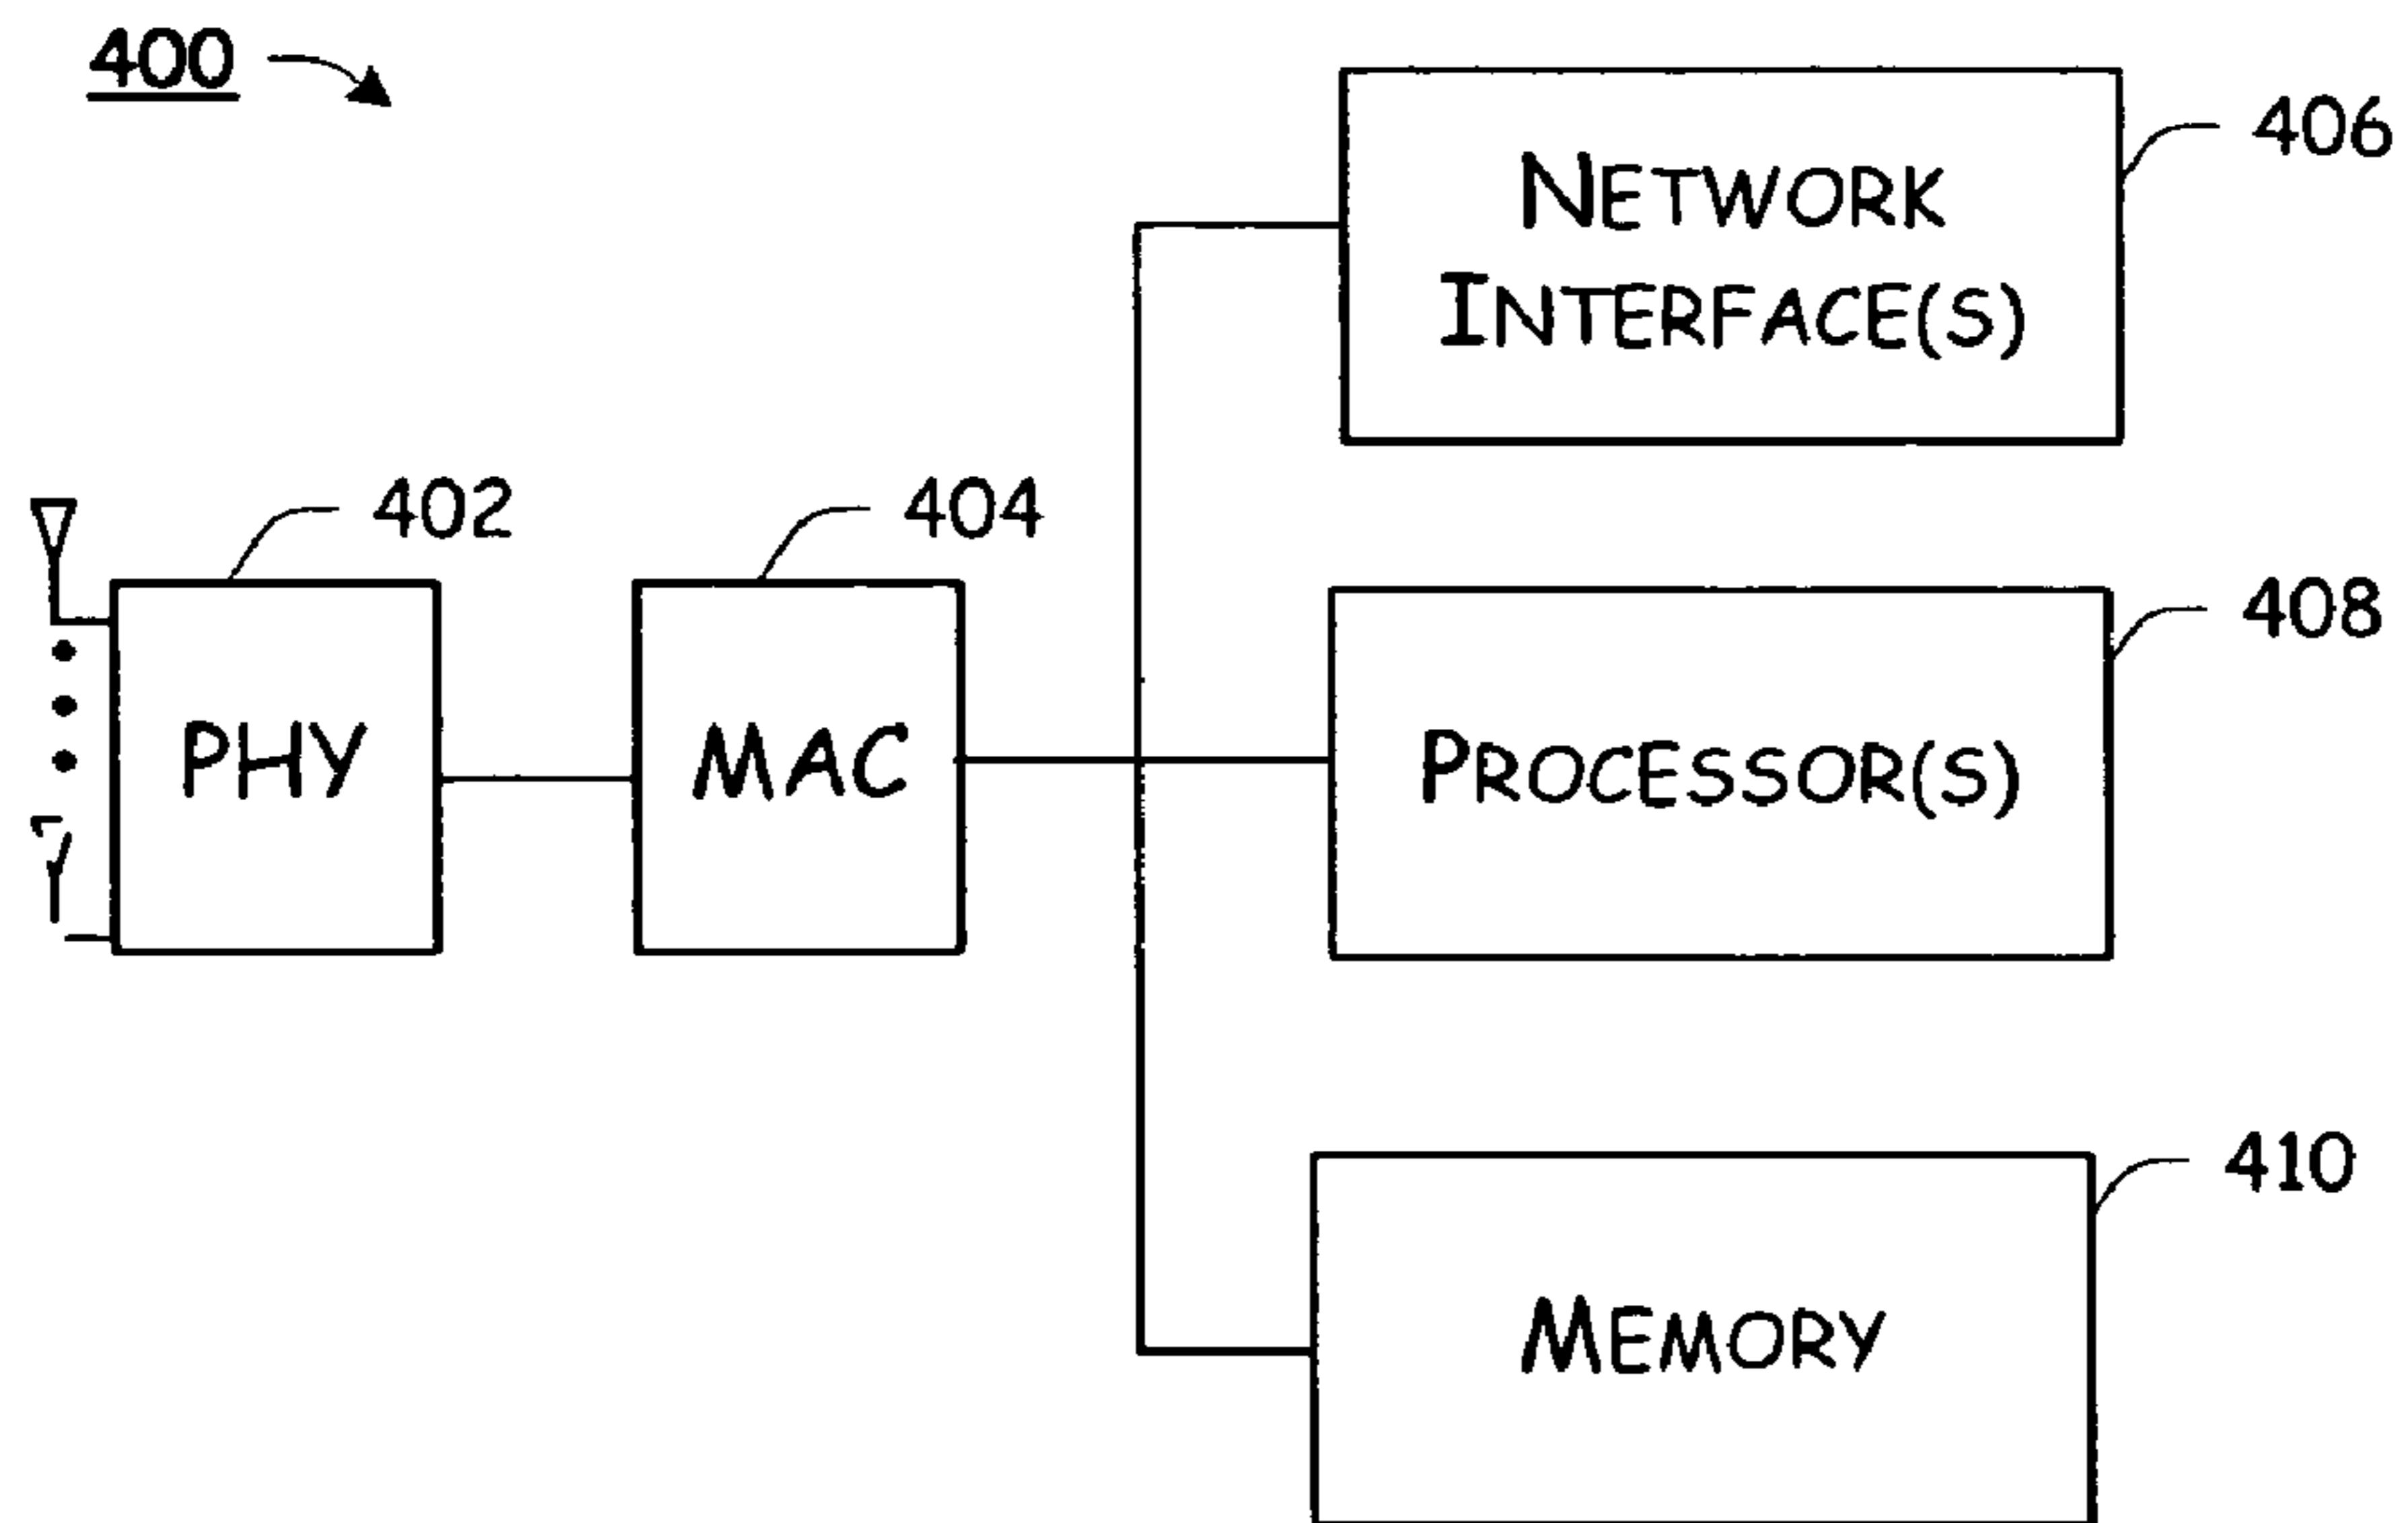 400
406
NETWORK
INTERFACE(S)
402
404
408
PHY
MAC
PROCESSOR(S)
410
MEMORY